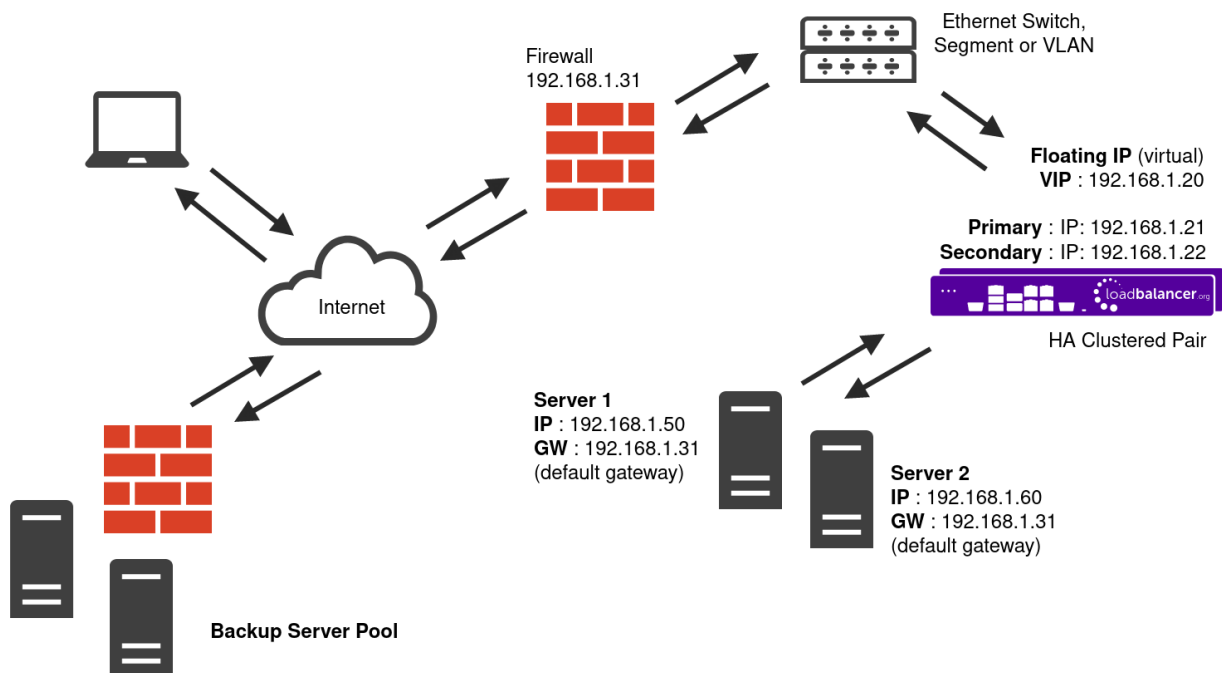 Ethernet Switch,
Segment or VLAN
Firewall
192.168.1.31
Floating IP (virtual)
VIP : 192.168.1.20
Primary : IP: 192.168.1.21
Secondary : IP: 192.168.1.22
loadbalancer.org
HA Clustered Pair
Internet
Server 1
IP : 192.168.1.50
GW : 192.168.1.31
(default gateway)
Server 2
IP : 192.168.1.60
GW : 192.168.1.31
(default gateway)
Backup Server Pool